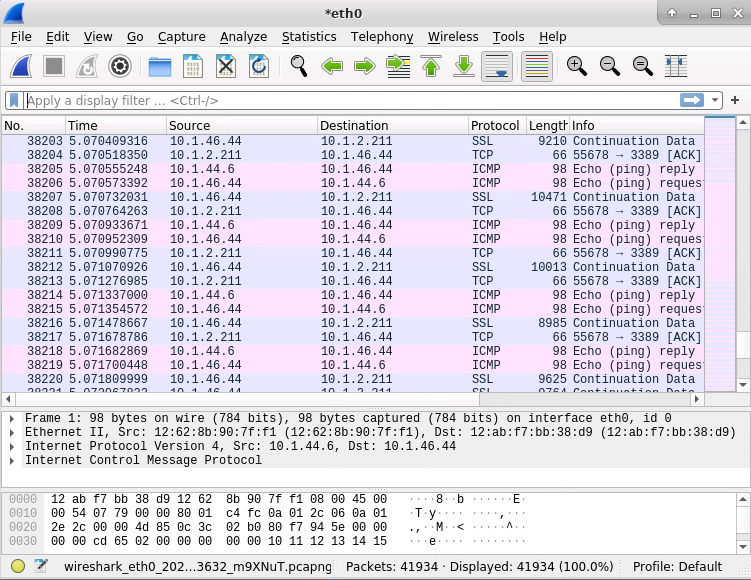 *eth0
File Edit View Go Capture Analyze Statistics Telephony Wireless Tools Help
Apply a display filter ... <Ctrl-/>
No. Time Source Destination Protocol Length Info
38203 5.070409316 10.1.46.44 10.1.2.211 SSL 9210 Continuation Data
38204 5.070518350 10.1.2.211 10.1.46.44 TCP 66 55678 → 3389 [ACK]
38205 5.070555248 10.1.44.6 10.1.46.44 ICMP 98 Echo (ping) reply
38206 5.070573392 10.1.46.44 10.1.44.6 ICMP 98 Echo (ping) reques
38207 5.070732031 10.1.46.44 10.1.2.211 SSL 10471 Continuation Data
38208 5.070764263 10.1.2.211 10.1.46.44 TCP 66 55678 → 3389 [ACK]
38209 5.070933671 10.1.44.6 10.1.46.44 ICMP 98 Echo (ping) reply
38210 5.070952309 10.1.46.44 10.1.44.6 ICMP 98 Echo (ping) reques
38211 5.070990775 10.1.2.211 10.1.46.44 TCP 66 55678 → 3389 [ACK]
38212 5.071070926 10.1.46.44 10.1.2.211 SSL 10013 Continuation Data
38213 5.071276985 10.1.2.211 10.1.46.44 TCP 66 55678 → 3389 [ACK]
38214 5.071337000 10.1.44.6 10.1.46.44 ICMP 98 Echo (ping) reply
38215 5.071354572 10.1.46.44 10.1.44.6 ICMP 98 Echo (ping) reques
38216 5.071478667 10.1.46.44 10.1.2.211 SSL 8985 Continuation Data
38217 5.071678786 10.1.2.211 10.1.46.44 TCP 66 55678 → 3389 [ACK]
38218 5.071682869 10.1.44.6 10.1.46.44 ICMP 98 Echo (ping) reply
38219 5.071700448 10.1.46.44 10.1.44.6 ICMP 98 Echo (ping) reques
38220 5.071809999 10.1.46.44 10.1.2.211 SSL 9625 Continuation Data
Frame 1: 98 bytes on wire (784 bits), 98 bytes captured (784 bits) on interface eth0, id 0
Ethernet II, Src: 12:62:8b:90:7f:f1 (12:62:8b:90:7f:f1), Dst: 12:ab:f7:bb:38:d9 (12:ab:f7:bb:38:d9)
Internet Protocol Version 4, Src: 10.1.44.6, Dst: 10.1.46.44
Internet Control Message Protocol
0000 12 ab f7 bb 38 d9 12 62 8b 90 7f f1 08 00 45 00 ····8··b ······E·
0010 00 54 07 79 00 00 80 01 c4 fc 0a 01 2c 06 0a 01 ·T·y···· ····,···
0020 2e 2c 00 00 4d 85 0c 3c 02 b0 80 f7 94 5e 00 00 .,··M··< ·····^··
0030 00 00 cd 65 02 00 00 00 00 00 10 11 12 13 14 15 ···e···· ········
wireshark_eth0_202...3632_m9XNuT.pcapng Packets: 41934 · Displayed: 41934 (100.0%) Profile: Default